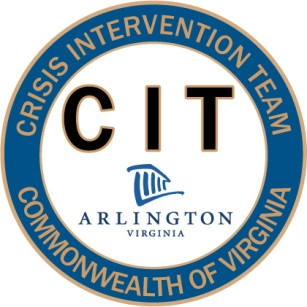 CRISIS INTERVENTION TEAM
CIT
ARLINGTON
VIRGINIA
COMMONWEALTH OF VIRGINIA